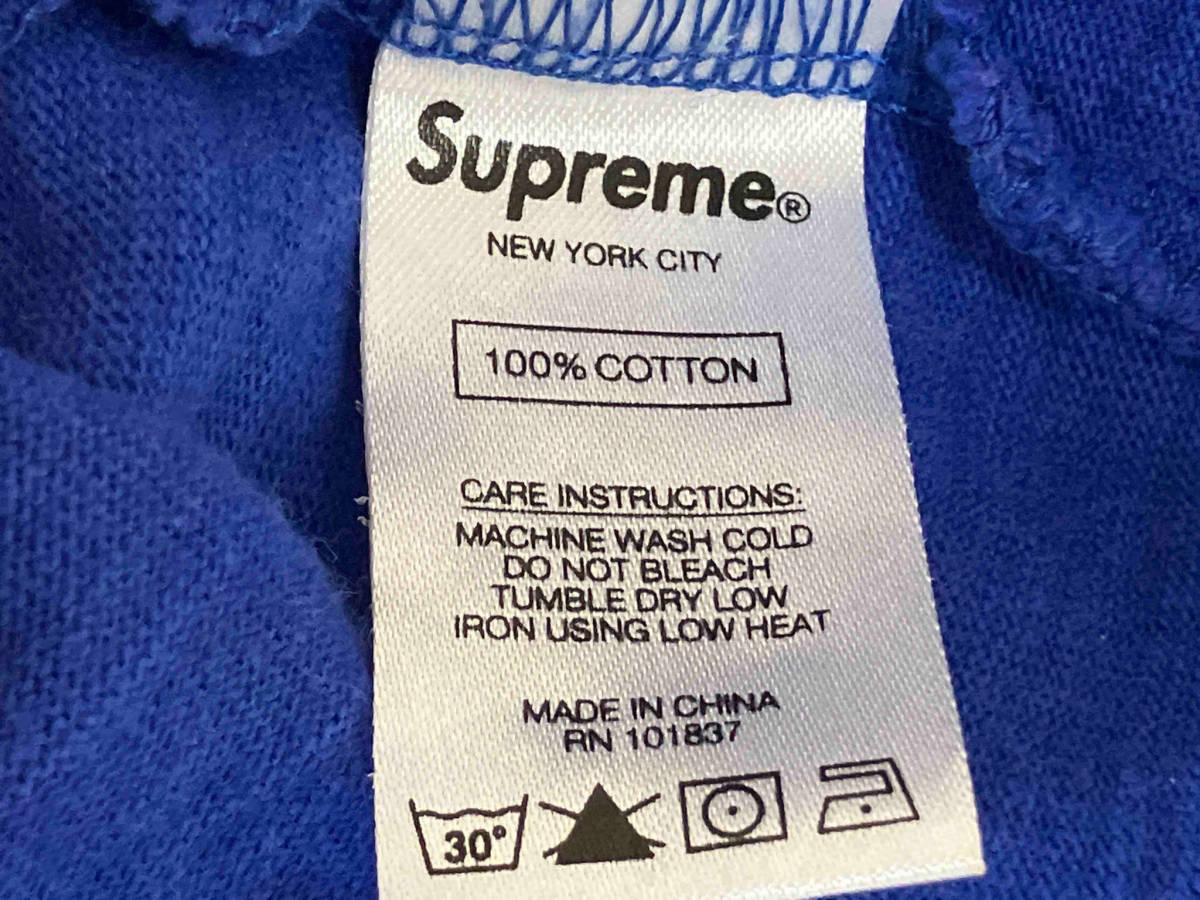 Supreme®
NEW YORK CITY
100% COTTON
CARE INSTRUCTIONS:
MACHINE WASH COLD
DO NOT BLEACH
TUMBLE DRY LOW
IRON USING LOW HEAT
MADE IN CHINA
RN 101837
30°